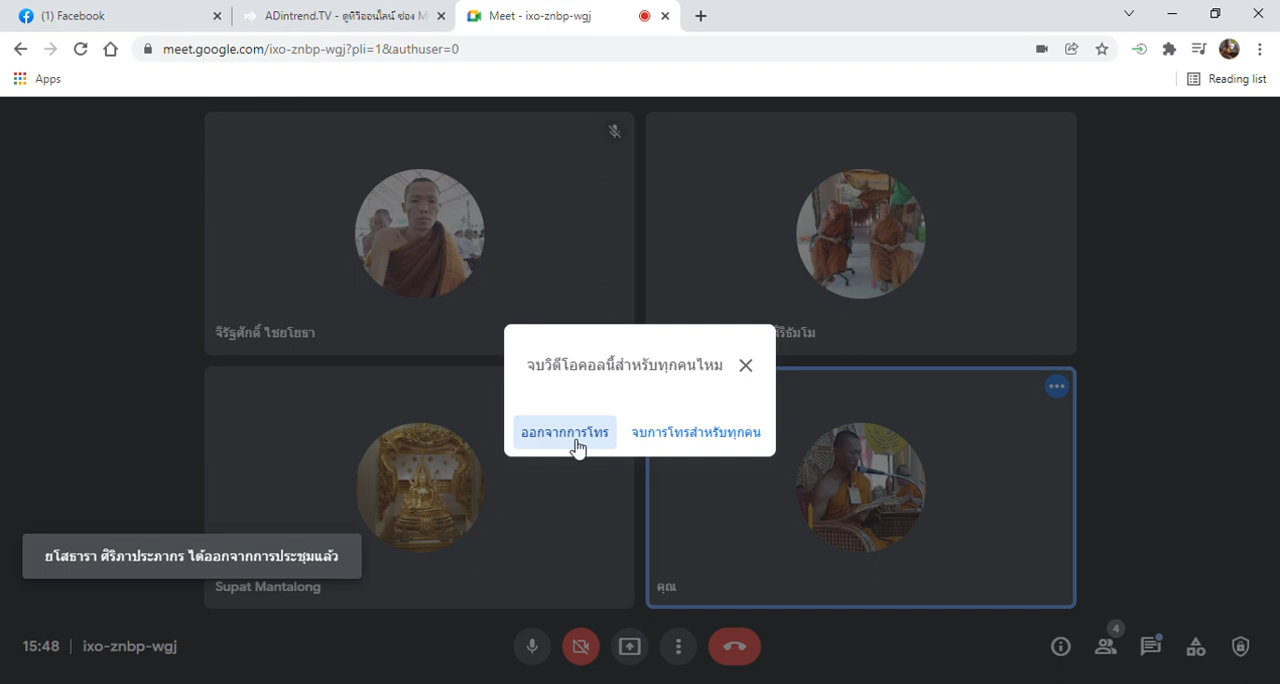 (1) Facebook
ADintrend.TV - ดูทีวีออนไลน์ ช่อง M
Meet - ixo-znbp-wgj
meet.google.com/ixo-znbp-wgj?pli=1&authuser=0
Apps
Reading list
จิรัฐศักดิ์ ไชยโยธา
สิริธัมโม
จบวิดีโอคอลนี้สำหรับทุกคนไหม
ออกจากการโทร
จบการโทรสำหรับทุกคน
ยโสธารา ศิริภาประภากร ได้ออกจากการประชุมแล้ว
Supat Mantalong
คุณ
15:48 | ixo-znbp-wgj
4